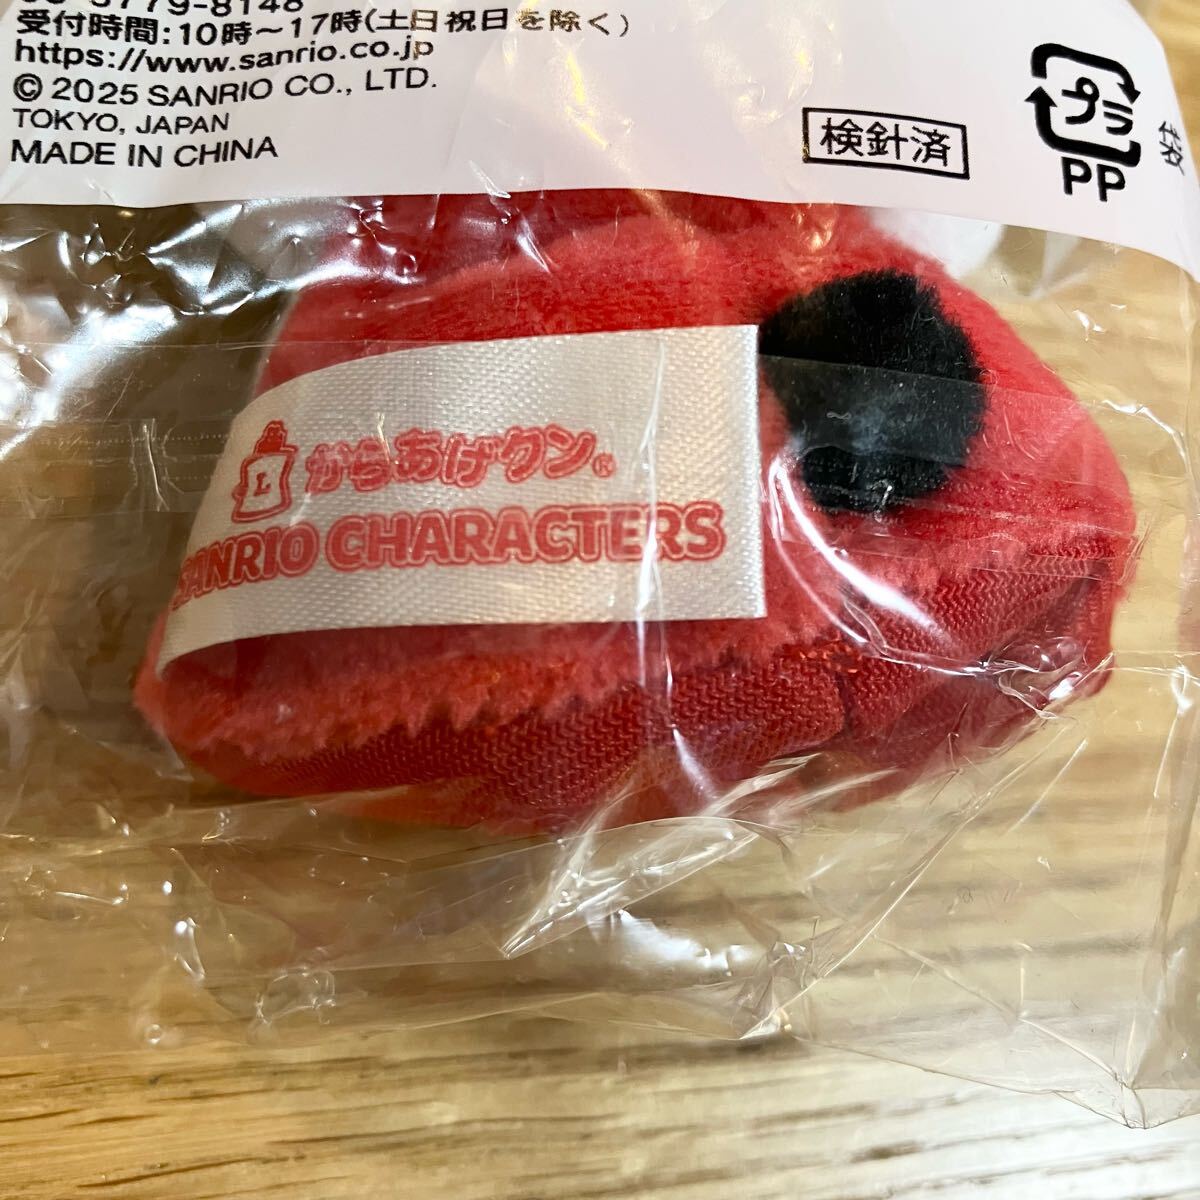 3779-8148
受付時間:10時～17時(土日祝日を除く)
https://www.sanrio.co.jp
© 2025 SANRIO CO., LTD.
TOKYO, JAPAN
MADE IN CHINA
検針済
プラ
PP
袋
L からあげクン®
SANRIO CHARACTERS